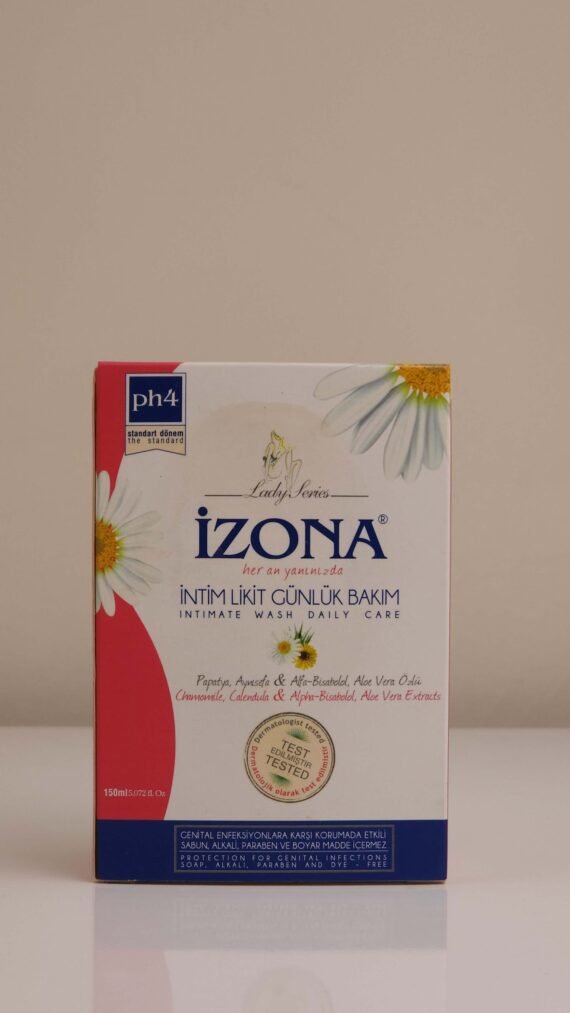 ph4
standart dönem
the standard
Lady Series
İZONA®
her an yanınızda
İNTİM LİKİT GÜNLÜK BAKIM
INTIMATE WASH DAILY CARE
Papatya, Aynısefa & Alfa-Bisabolol, Aloe Vera Özlü
Chamomile, Calendula & Alpha-Bisabolol, Aloe Vera Extracts
Dermatologist tested
TEST
EDİLMİŞTİR
TESTED
Dermatolojik olarak test edilmiştir
150ml5.072 fl. Oz
GENİTAL ENFEKSİYONLARA KARŞI KORUMADA ETKİLİ
SABUN, ALKALİ, PARABEN VE BOYAR MADDE İÇERMEZ
PROTECTION FOR GENITAL INFECTIONS
SOAP, ALKALI, PARABEN AND DYE - FREE